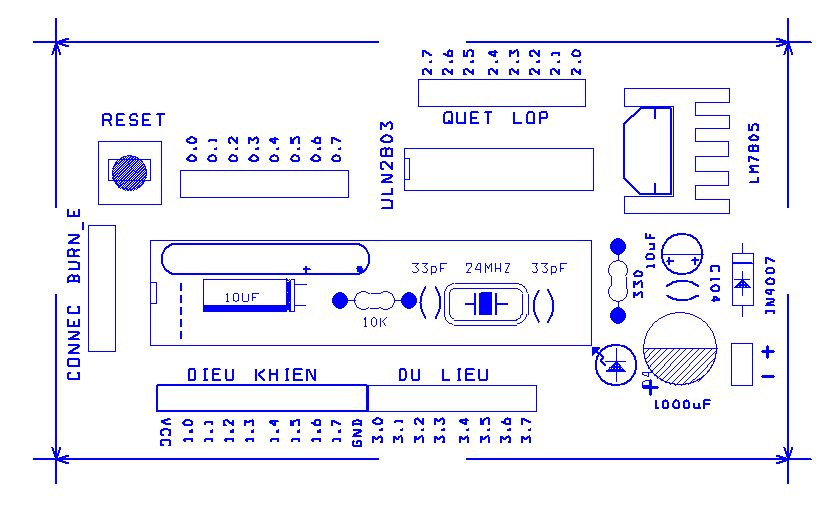 2.7 2.6 2.5 2.4 2.3 2.2 2.1 2.0
QUET LOP
RESET
0.0 0.1 0.2 0.3 0.4 0.5 0.6 0.7
ULN2803
LM7805
CONNEC BURN_E
33pF 24MHZ 33pF
10UF
10K
10uF
330
C104
1N4007
+
-
D4
+
1000uF
DIEU KHIEN DU LIEU
VCC 1.0 1.1 1.2 1.3 1.4 1.5 1.6 1.7 GND 3.0 3.1 3.2 3.3 3.4 3.5 3.6 3.7